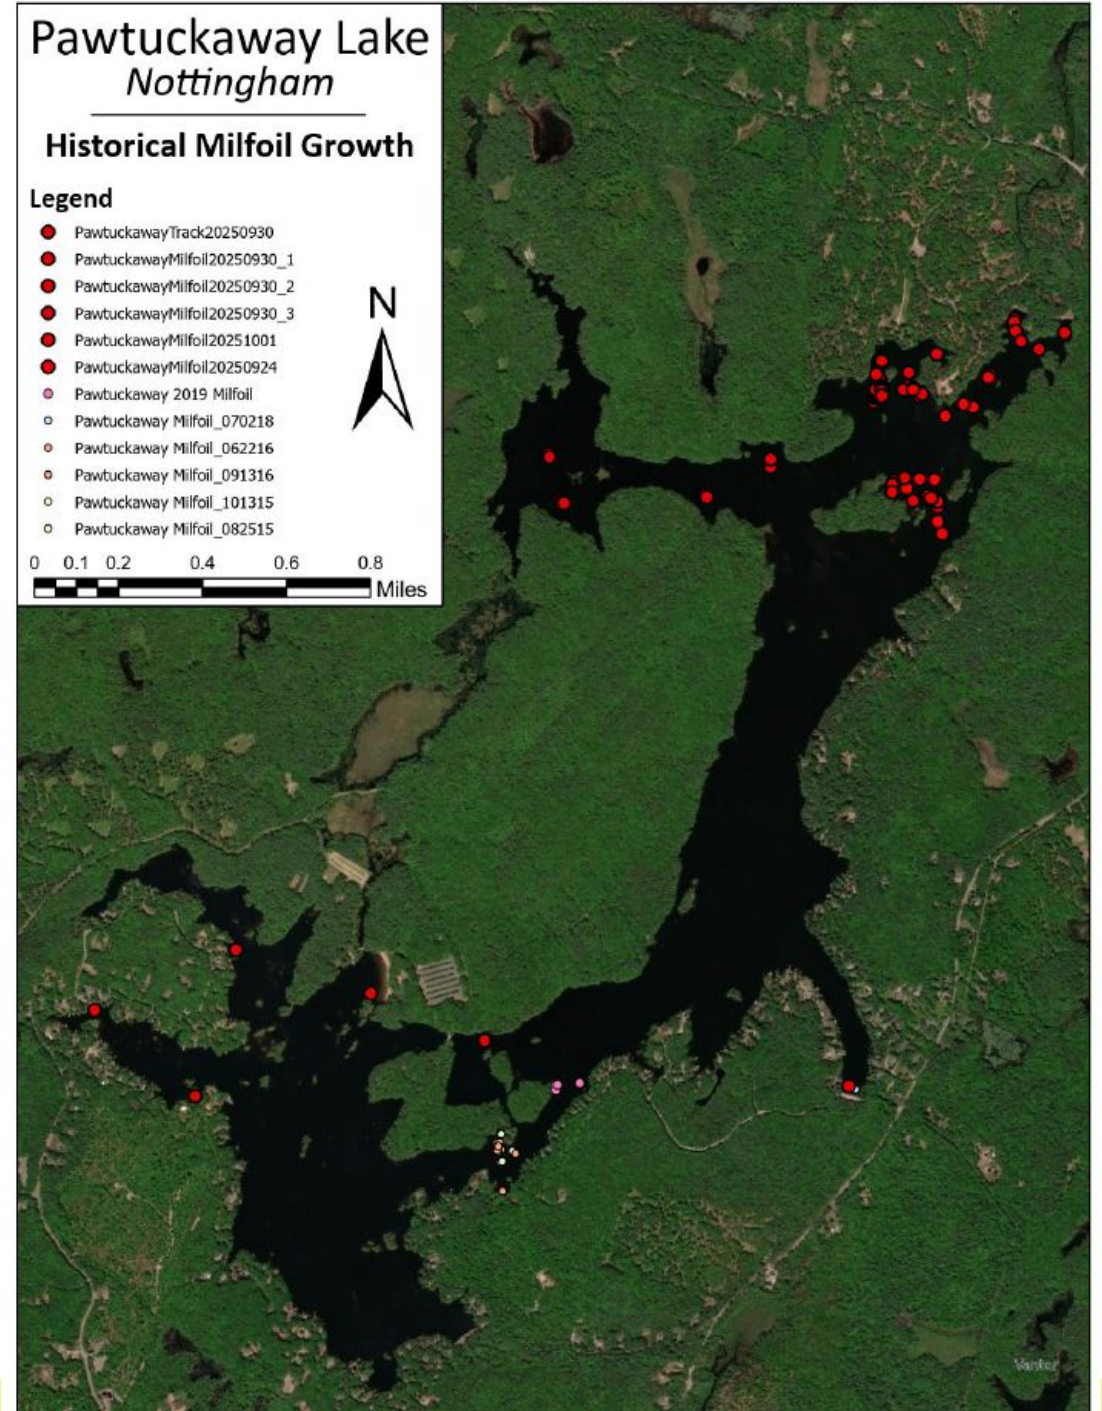 Pawtuckaway Lake
Nottingham
Historical Milfoil Growth
Legend
PawtuckawayTrack20250930
PawtuckawayMilfoil20250930_1
PawtuckawayMilfoil20250930_2
PawtuckawayMilfoil20250930_3
PawtuckawayMilfoil20251001
PawtuckawayMilfoil20250924
Pawtuckaway 2019 Milfoil
Pawtuckaway Milfoil_070218
Pawtuckaway Milfoil_062216
Pawtuckaway Milfoil_091316
Pawtuckaway Milfoil_101315
Pawtuckaway Milfoil_082515
N
0 0.1 0.2 0.4 0.6 0.8
Miles
Vantor